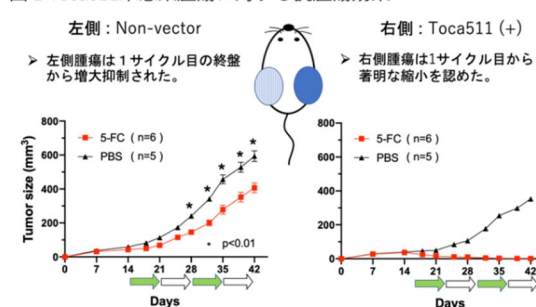 左側：Non-vector
右側：Toca511 (+)
➢ 左側腫瘍は１サイクル目の終盤
から増大抑制された。
➢ 右側腫瘍は1サイクル目から
著明な縮小を認めた。
Tumor size (mm³)
800
600
400
200
0
5-FC (n=6)
PBS (n=5)
* * * * *
* p<0.01
0 7 14 21 28 35 42
Days
800
600
400
200
0
5-FC (n=6)
PBS (n=5)
0 7 14 21 28 35 42
Days